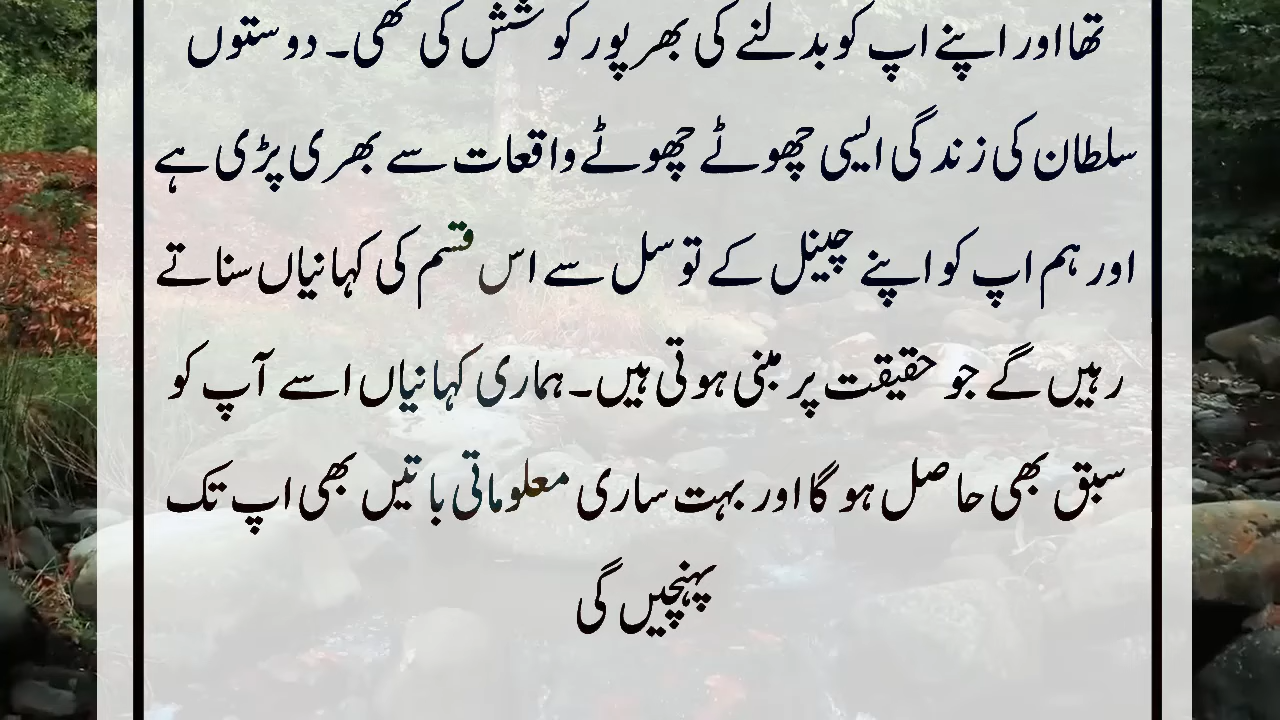 تھا اور اپنے اپ کو بدلنے کی بھر پور کوشش کی تھی۔ دوستوں
سلطان کی زندگی ایسی چھوٹے چھوٹے واقعات سے بھری پڑی ہے
اور ہم اپ کو اپنے چینل کے توسل سے اس قسم کی کہانیاں سناتے
رہیں گے جو حقیقت پر مبنی ہوتی ہیں۔ ہماری کہانیاں اسے آپ کو
سبق بھی حاصل ہو گا اور بہت ساری معلوماتی باتیں بھی اپ تک
پہنچیں گی